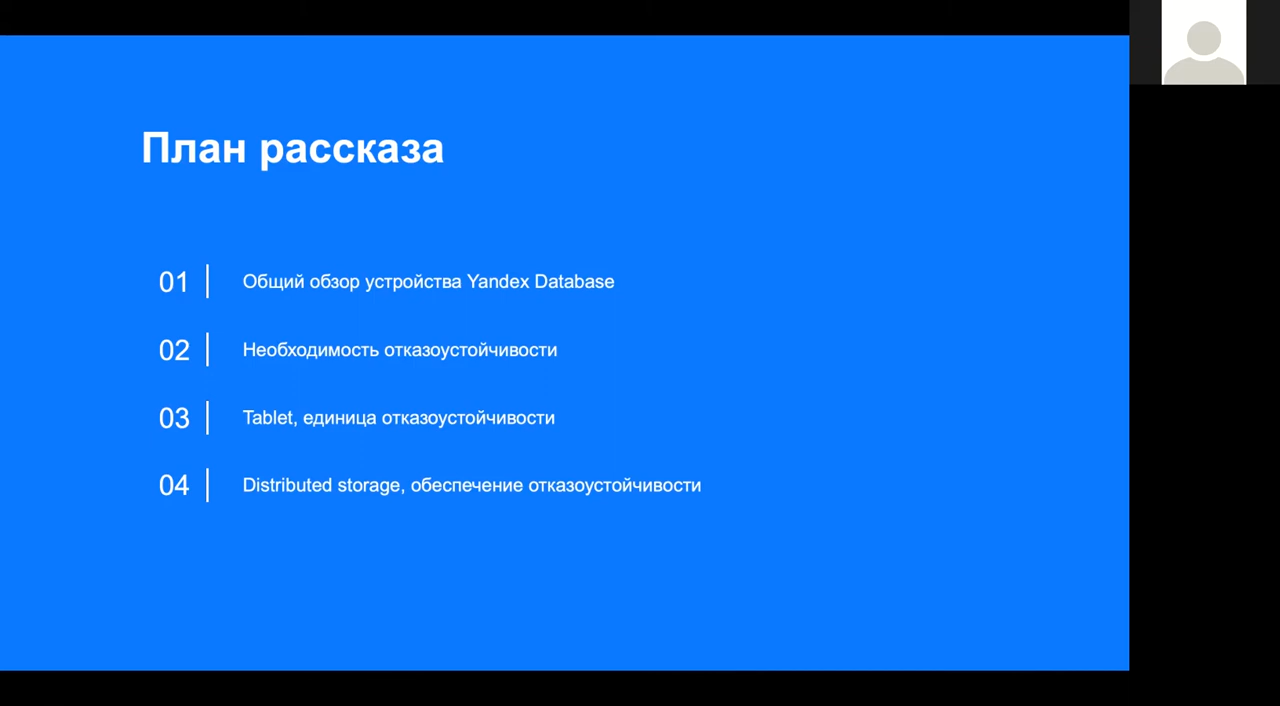 План рассказа
01 Общий обзор устройства Yandex Database
02 Необходимость отказоустойчивости
03 Tablet, единица отказоустойчивости
04 Distributed storage, обеспечение отказоустойчивости